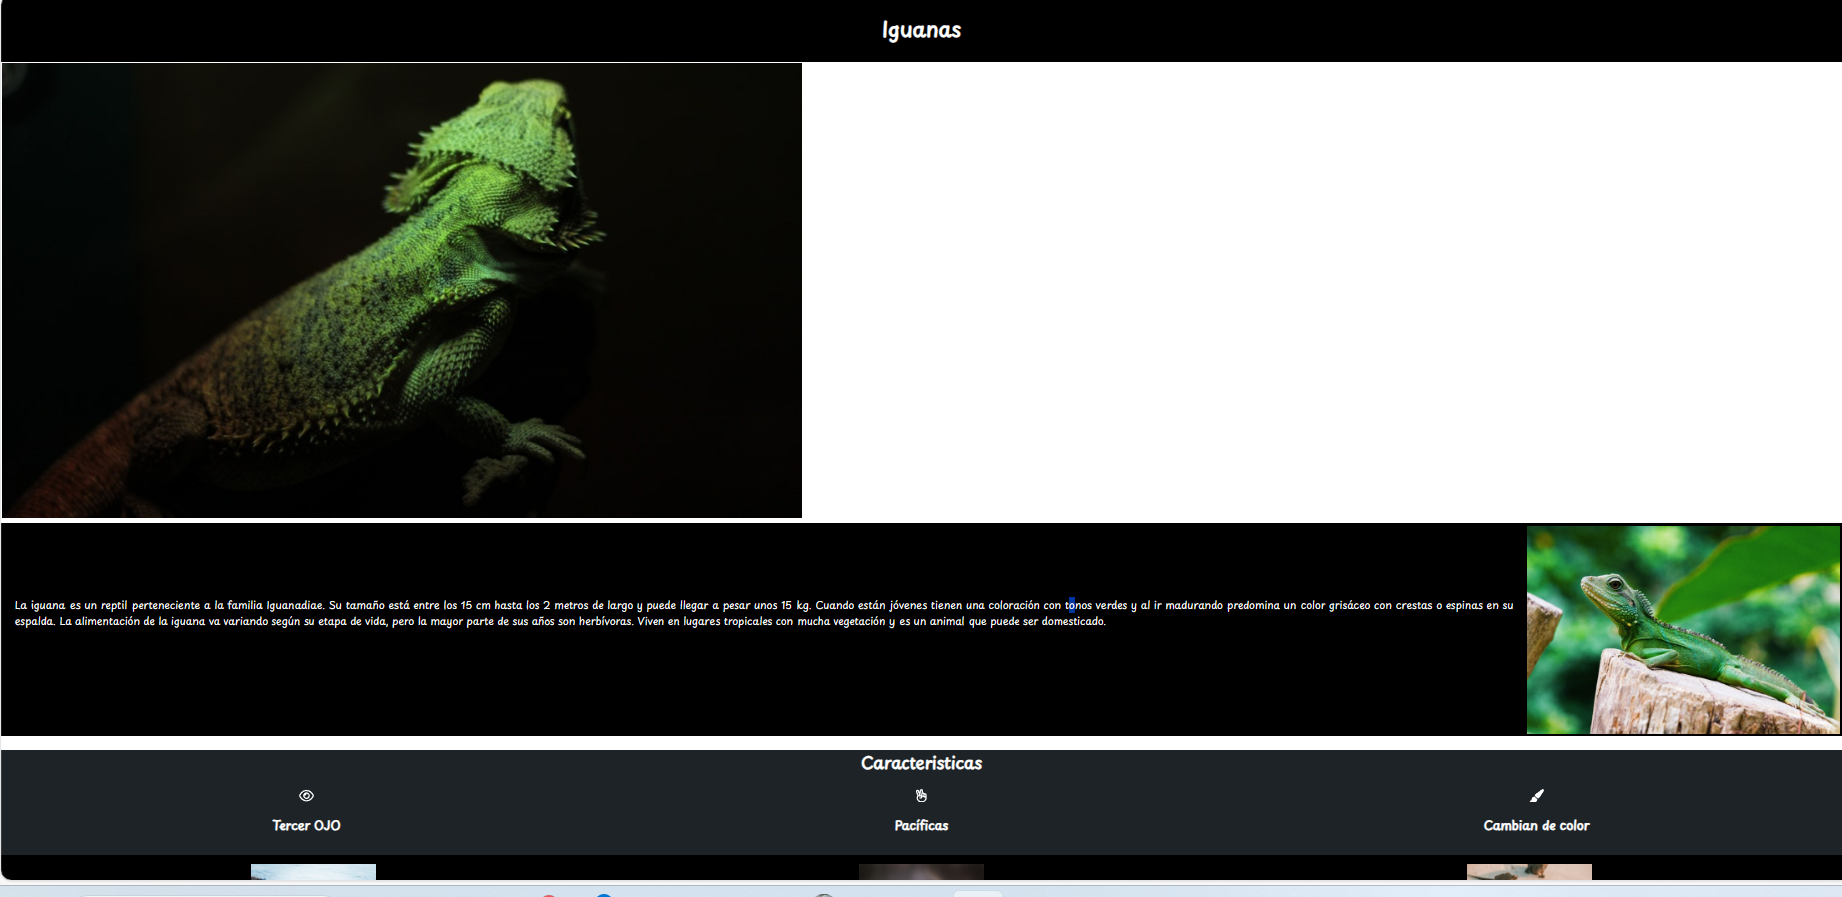 Iguanas
La iguana es un reptil perteneciente a la familia Iguanadiae. Su tamaño está entre los 15 cm hasta los 2 metros de largo y puede llegar a pesar unos 15 kg. Cuando están jóvenes tienen una coloración con tonos verdes y al ir madurando predomina un color grisáceo con crestas o espinas en su
espalda. La alimentación de la iguana va variando según su etapa de vida, pero la mayor parte de sus años son herbívoras. Viven en lugares tropicales con mucha vegetación y es un animal que puede ser domesticado.
Caracteristicas
Tercer OJO
Pacíficas
Cambian de color